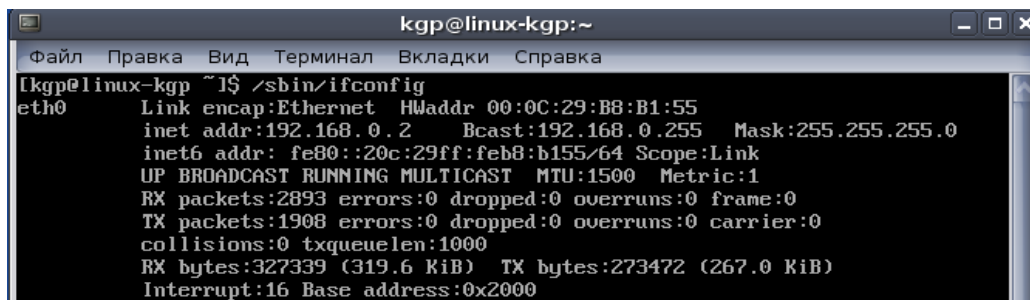 kgp@linux-kgp:~
Файл Правка Вид Терминал Вкладки Справка
[kgp@linux-kgp ~]$ /sbin/ifconfig
eth0 Link encap:Ethernet HWaddr 00:0C:29:B8:B1:55
inet addr:192.168.0.2 Bcast:192.168.0.255 Mask:255.255.255.0
inet6 addr: fe80::20c:29ff:feb8:b155/64 Scope:Link
UP BROADCAST RUNNING MULTICAST MTU:1500 Metric:1
RX packets:2893 errors:0 dropped:0 overruns:0 frame:0
TX packets:1908 errors:0 dropped:0 overruns:0 carrier:0
collisions:0 txqueuelen:1000
RX bytes:327339 (319.6 KiB) TX bytes:273472 (267.0 KiB)
Interrupt:16 Base address:0x2000